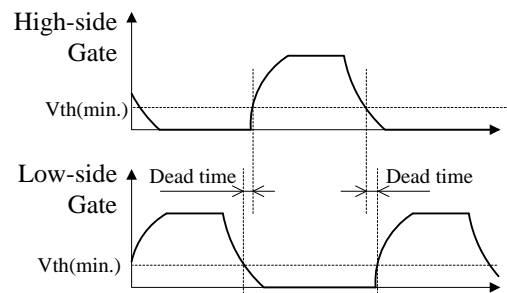 High-side
Gate
Vth(min.)
Low-side
Gate
Dead time
Dead time
Vth(min.)